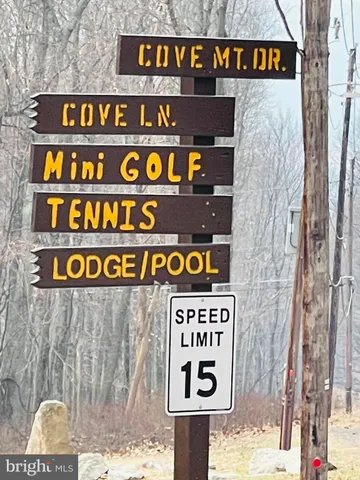 COVE MT. DR.
COVE LN.
Mini GOLF
TENNIS
LODGE/POOL
SPEED
LIMIT
15
bright MLS